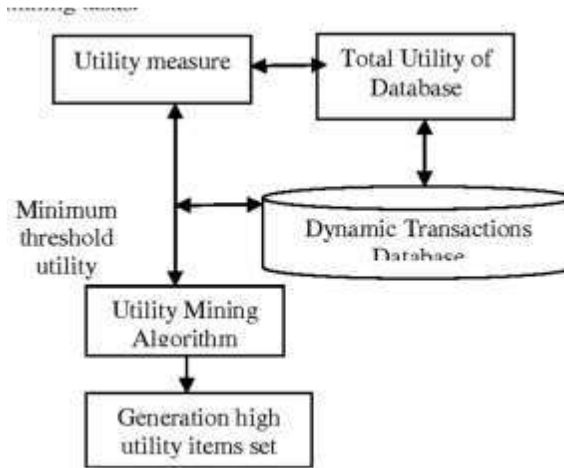 Utility measure
Total Utility of
Database
Minimum
threshold
utility
Dynamic Transactions
Database
Utility Mining
Algorithm
Generation high
utility items set